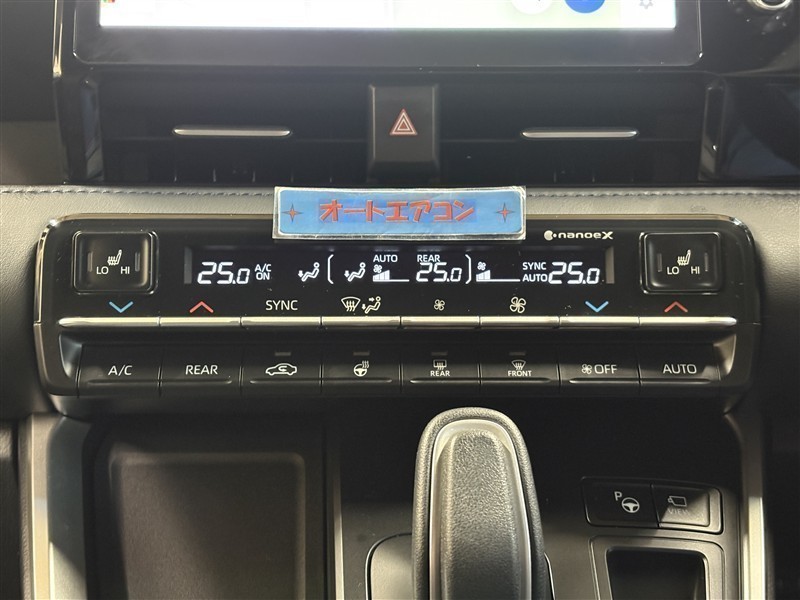 オートエアコン
nanoeX
LO HI
25.0 A/C ON
AUTO
REAR
25.0
SYNC
AUTO 25.0
LO HI
SYNC
A/C
REAR
REAR
FRONT
OFF
AUTO
P
VIEW